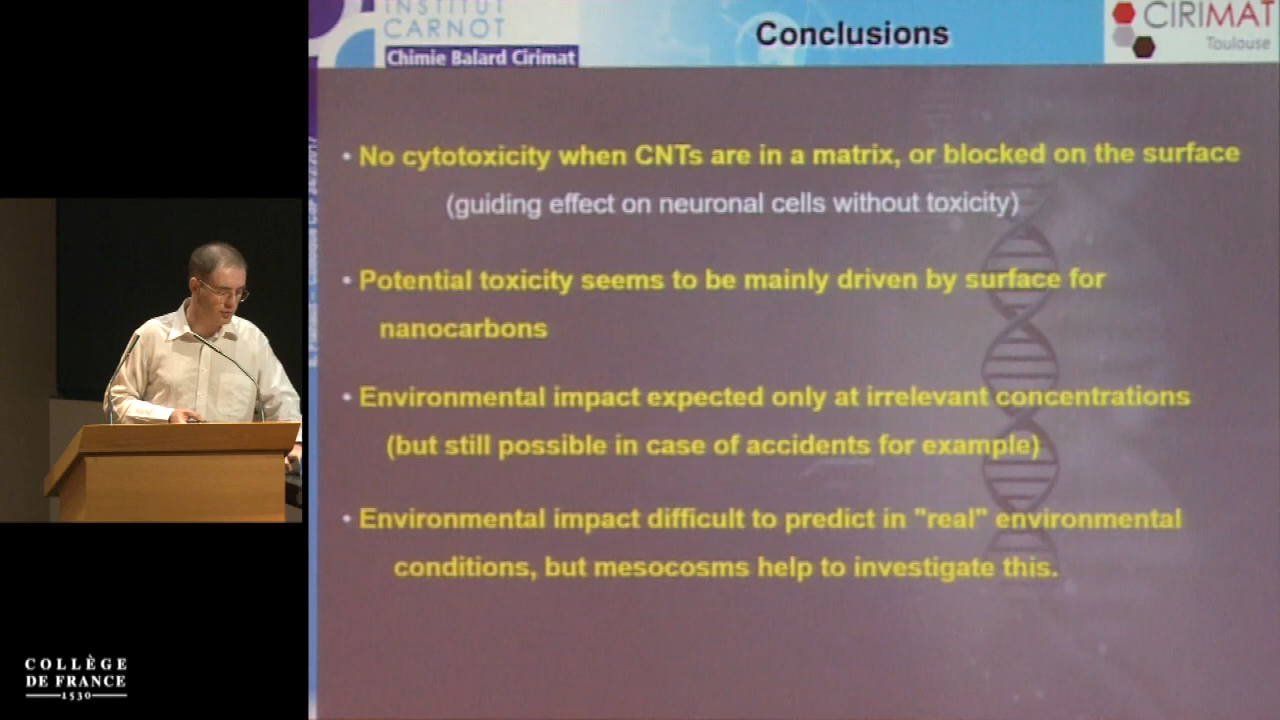 INSTITUT
CARNOT
Chimie Balard Cirimat
Conclusions
CIRIMAT
Toulouse
• No cytotoxicity when CNTs are in a matrix, or blocked on the surface
(guiding effect on neuronal cells without toxicity)
• Potential toxicity seems to be mainly driven by surface for
nanocarbons
• Environmental impact expected only at irrelevant concentrations
(but still possible in case of accidents for example)
• Environmental impact difficult to predict in "real" environmental
conditions, but mesocosms help to investigate this.
COLLÈGE
DE FRANCE
1530